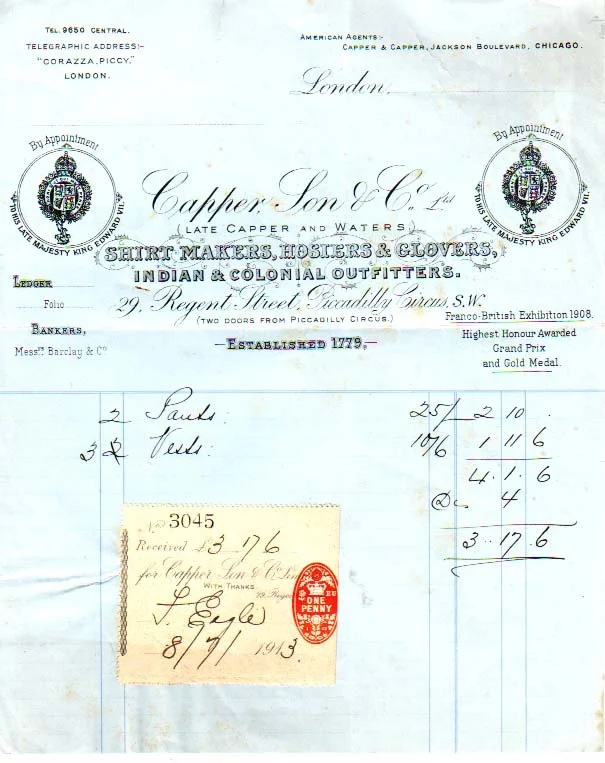 TEL. 9650 CENTRAL.
TELEGRAPHIC ADDRESS:-
"CORAZZA, PICCY,"
LONDON.
AMERICAN AGENTS:-
CAPPER & CAPPER, JACKSON BOULEVARD, CHICAGO.
London,
By Appointment
TO HIS LATE MAJESTY KING EDWARD VII.
By Appointment
TO HIS LATE MAJESTY KING EDWARD VII.
Capper, Son & Co. Ltd
(LATE CAPPER AND WATERS)
SHIRT MAKERS, HOSIERS & GLOVERS,
INDIAN & COLONIAL OUTFITTERS.
29, Regent Street, Piccadilly Circus, S.W.
(TWO DOORS FROM PICCADILLY CIRCUS.)
ESTABLISHED 1779.
LEDGER
Folio
BANKERS,
Messrs. Barclay & Co
Franco-British Exhibition 1908.
Highest Honour Awarded
Grand Prix
and Gold Medal.
2 Pants: 25/ 2 10 .
3 Vests: 10/6 1 11 6
4 . 1 . 6
Dis 4
3 . 17 . 6
No 3045
Received £3 17/6
for Capper Son & Co. Lim
WITH THANKS 29, Rege
Eagle
8/7/1913.
ONE
PENNY